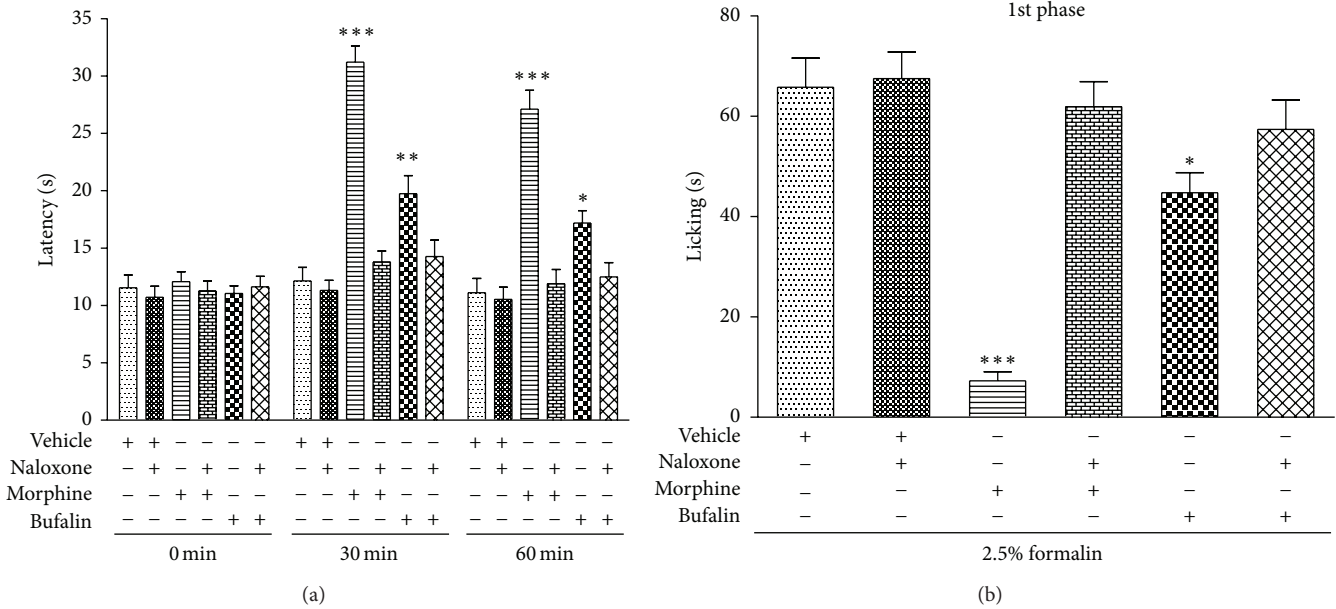 35
30
25
20
15
10
5
0
Latency (s)
***
**
***
*
Vehicle + + − − − − + + − − − − + + − − − −
Naloxone − + − + − + − + − + − + − + − + − +
Morphine − − + + − − − − + + − − − − + + − −
Bufalin − − − − + + − − − − + + − − − − + +
0 min 30 min 60 min
(a)
1st phase
80
60
40
20
0
Licking (s)
***
*
Vehicle + + − − − −
Naloxone − + − + − +
Morphine − − + + − −
Bufalin − − − − + +
2.5% formalin
(b)